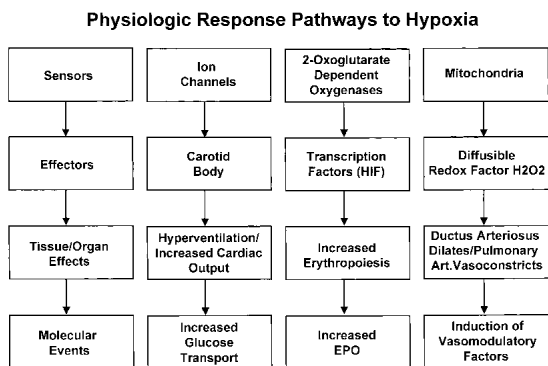 Physiologic Response Pathways to Hypoxia
Sensors
Effectors
Tissue/Organ
Effects
Molecular
Events
Ion
Channels
Carotid
Body
Hyperventilation/
Increased Cardiac
Output
Increased
Glucose
Transport
2-Oxoglutarate
Dependent
Oxygenases
Transcription
Factors (HIF)
Increased
Erythropoiesis
Increased
EPO
Mitochondria
Diffusible
Redox Factor H2O2
Ductus Arteriosus
Dilates/Pulmonary
Art.Vasoconstricts
Induction of
Vasomodulatory
Factors